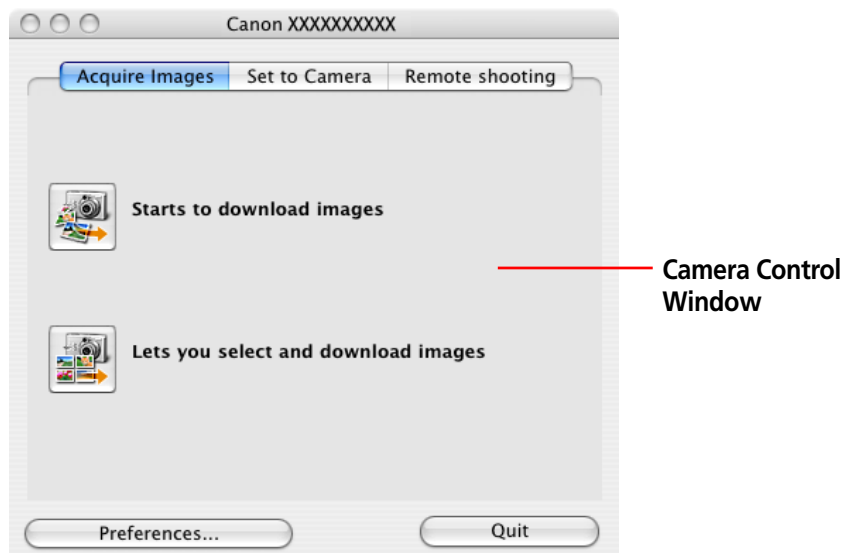 Canon XXXXXXXXXX
Acquire Images Set to Camera Remote shooting
Starts to download images
Camera Control
Window
Lets you select and download images
Preferences... Quit